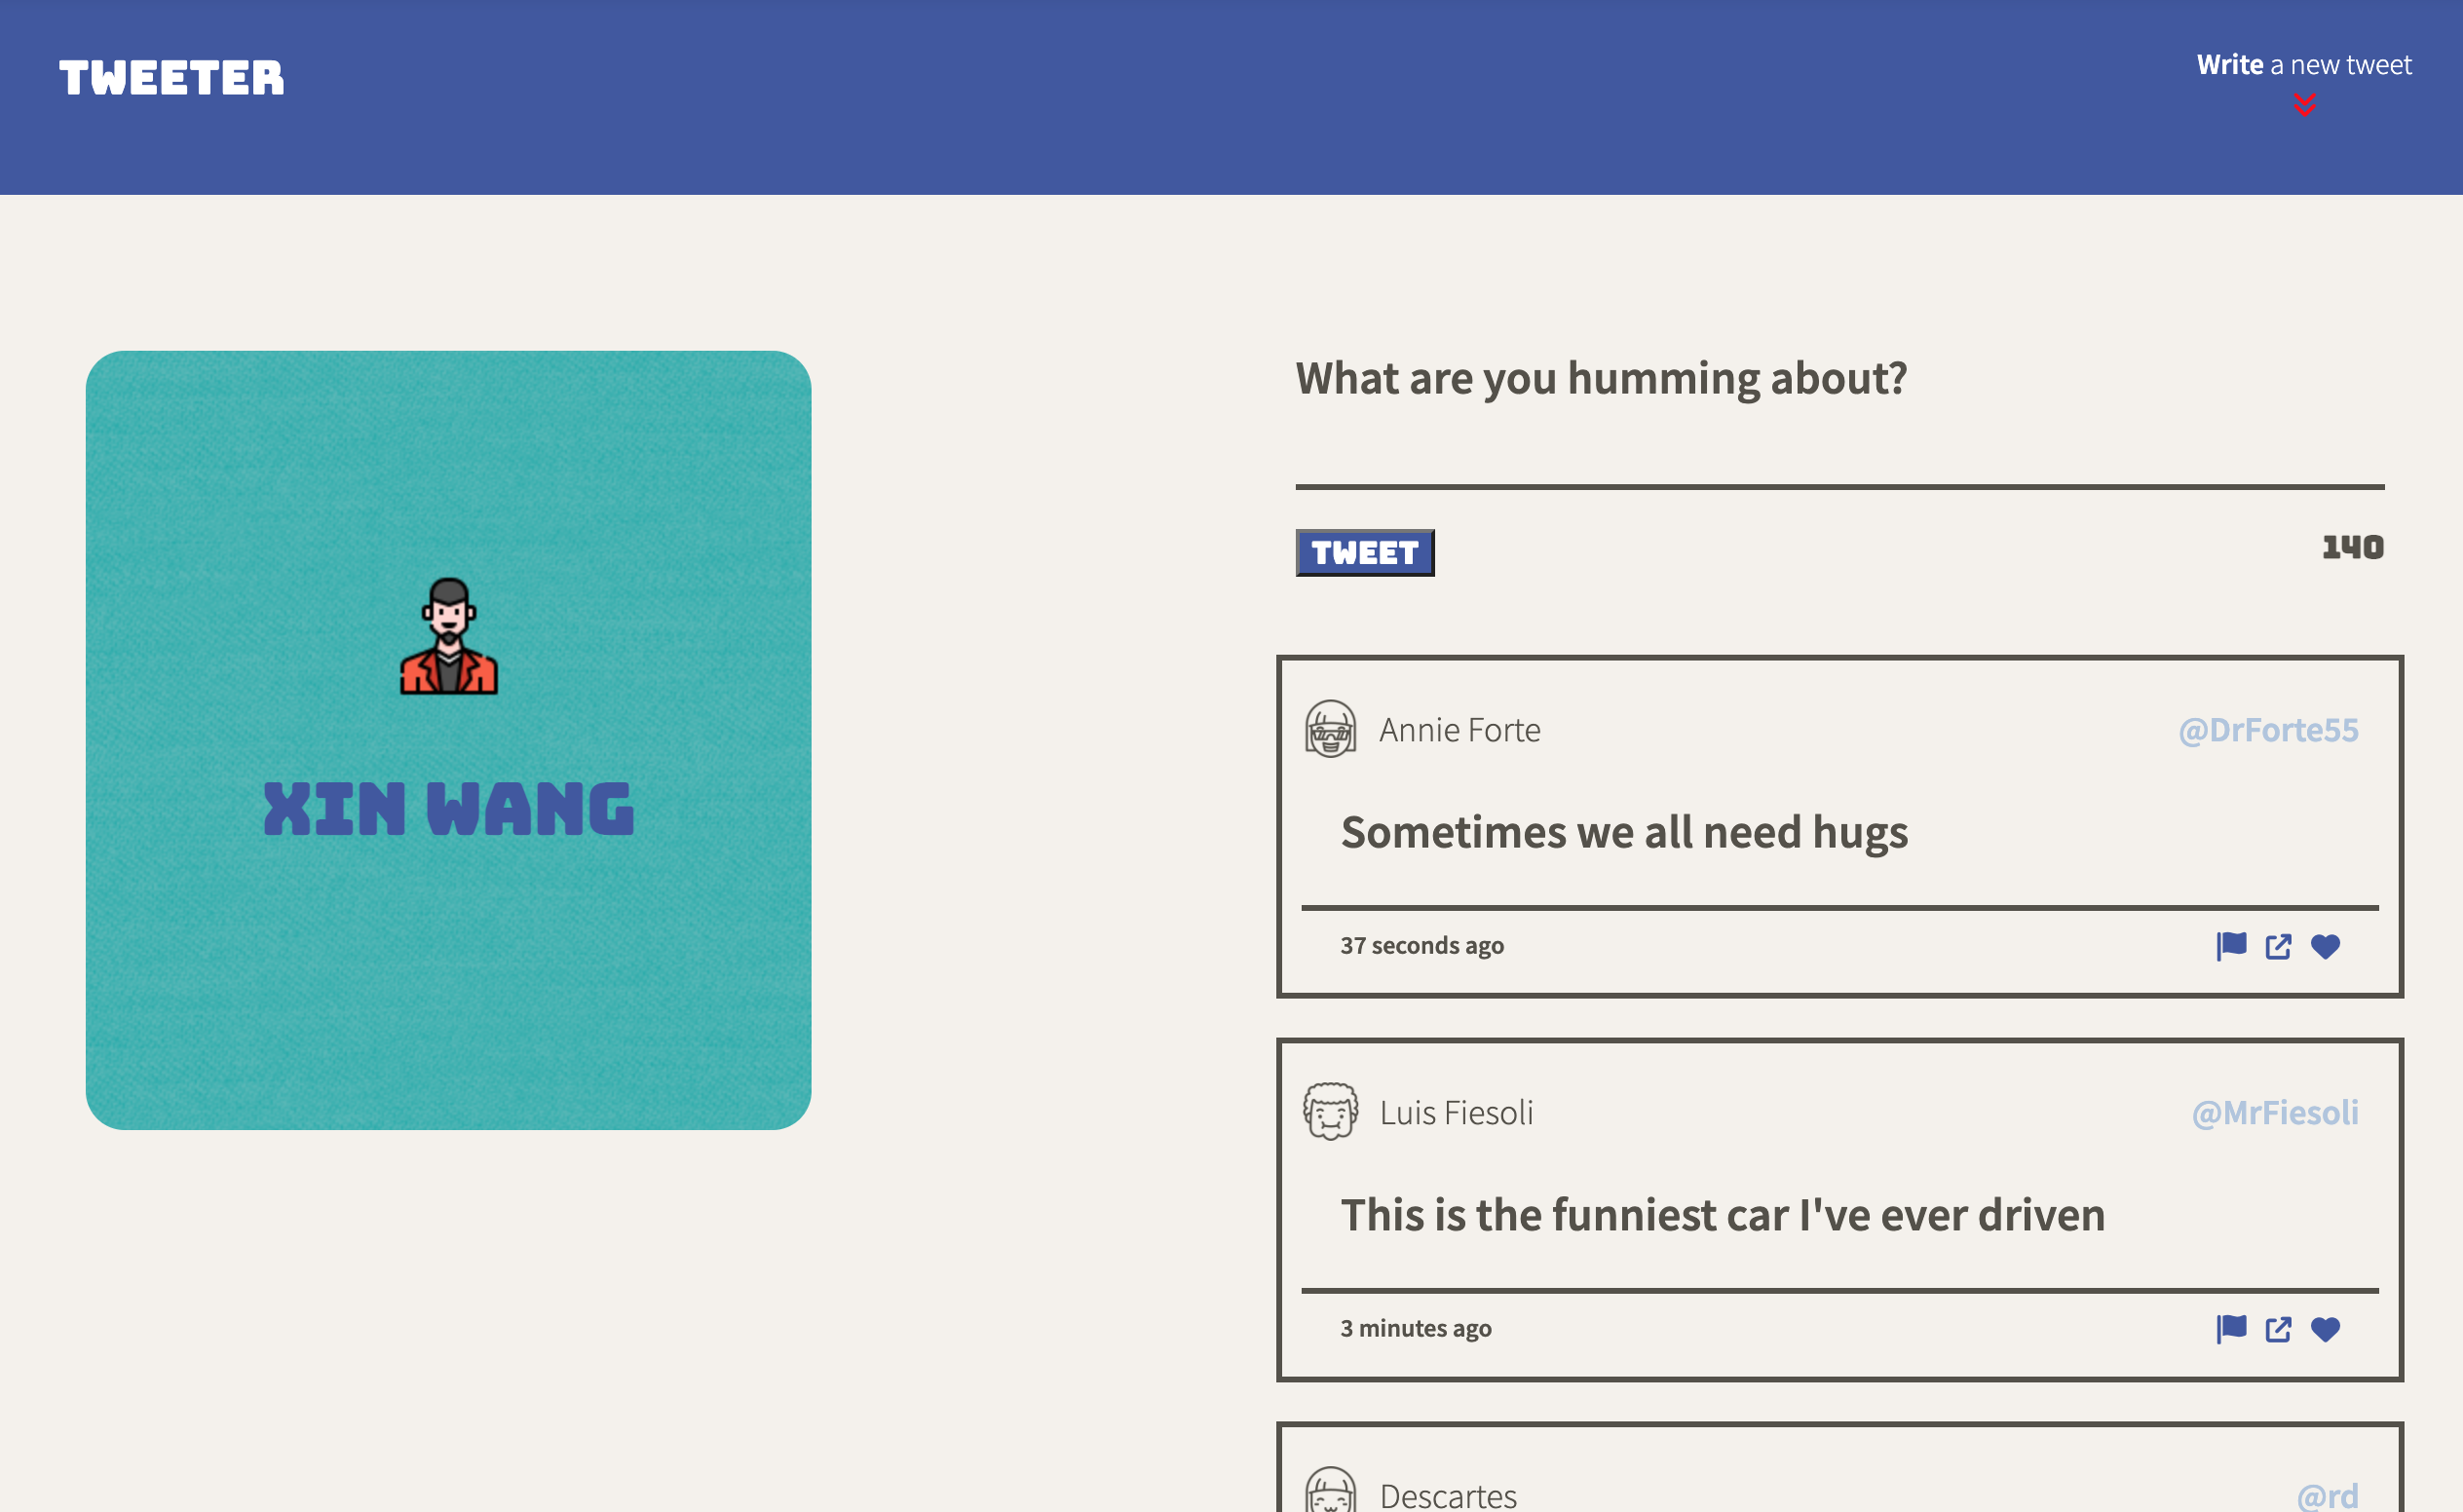 TWEETER
Write a new tweet
XIN WANG
What are you humming about?
TWEET
140
Annie Forte
@DrForte55
Sometimes we all need hugs
37 seconds ago
Luis Fiesoli
@MrFiesoli
This is the funniest car I've ever driven
3 minutes ago
Descartes
@rd